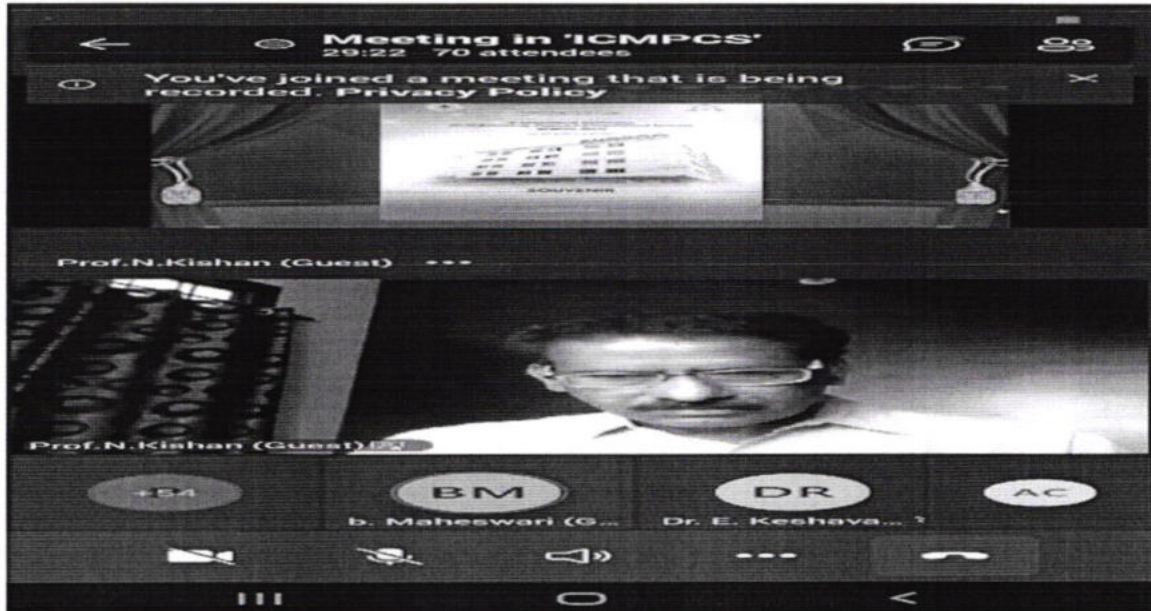 Meeting in 'ICMPCS'
29:22 70 attendees
You've joined a meeting that is being
recorded. Privacy Policy
SOUVENIR
Prof.N.Kishan (Guest) •••
Prof.N.Kishan (Guest)
+54
BM
DR
AC
b. Maheswari (G...
Dr. E. Keshava...